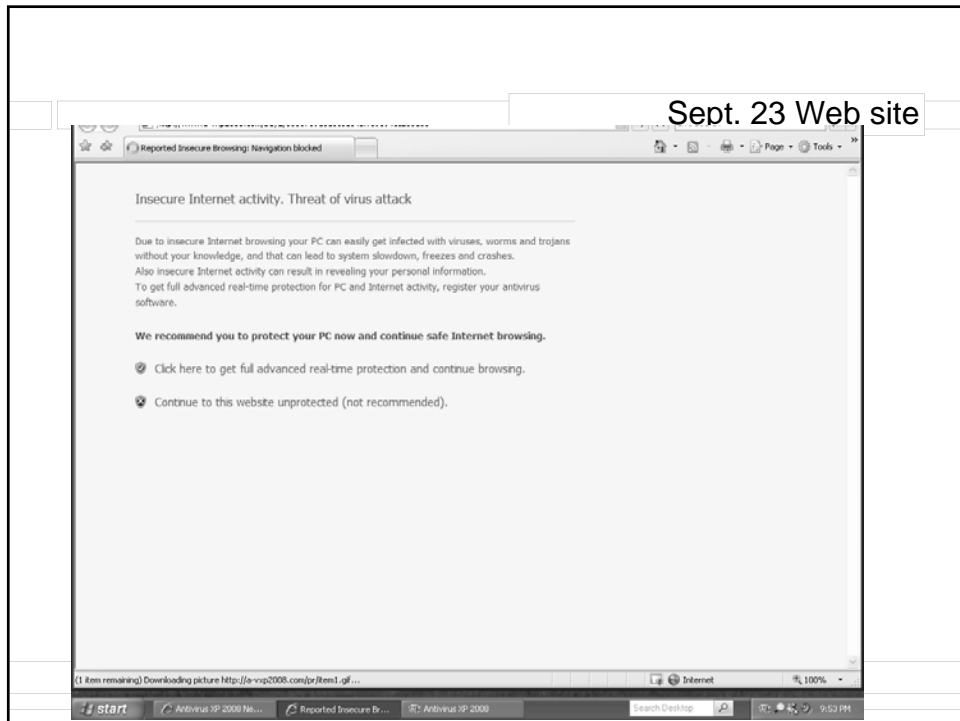 Sept. 23 Web site
Reported Insecure Browsing: Navigation blocked
Page
Tools
Insecure Internet activity. Threat of virus attack
Due to insecure Internet browsing your PC can easily get infected with viruses, worms and trojans
without your knowledge, and that can lead to system slowdown, freezes and crashes.
Also insecure Internet activity can result in revealing your personal information.
To get full advanced real-time protection for PC and Internet activity, register your antivirus
software.
We recommend you to protect your PC now and continue safe Internet browsing.
Click here to get full advanced real-time protection and continue browsing.
Continue to this website unprotected (not recommended).
(1 item remaining) Downloading picture http://a-vxp2008.com/pr/item1.gif...
Internet
100%
start
Antivirus XP 2008 Ne...
Reported Insecure Br...
Antivirus XP 2008
Search Desktop
9:53 PM